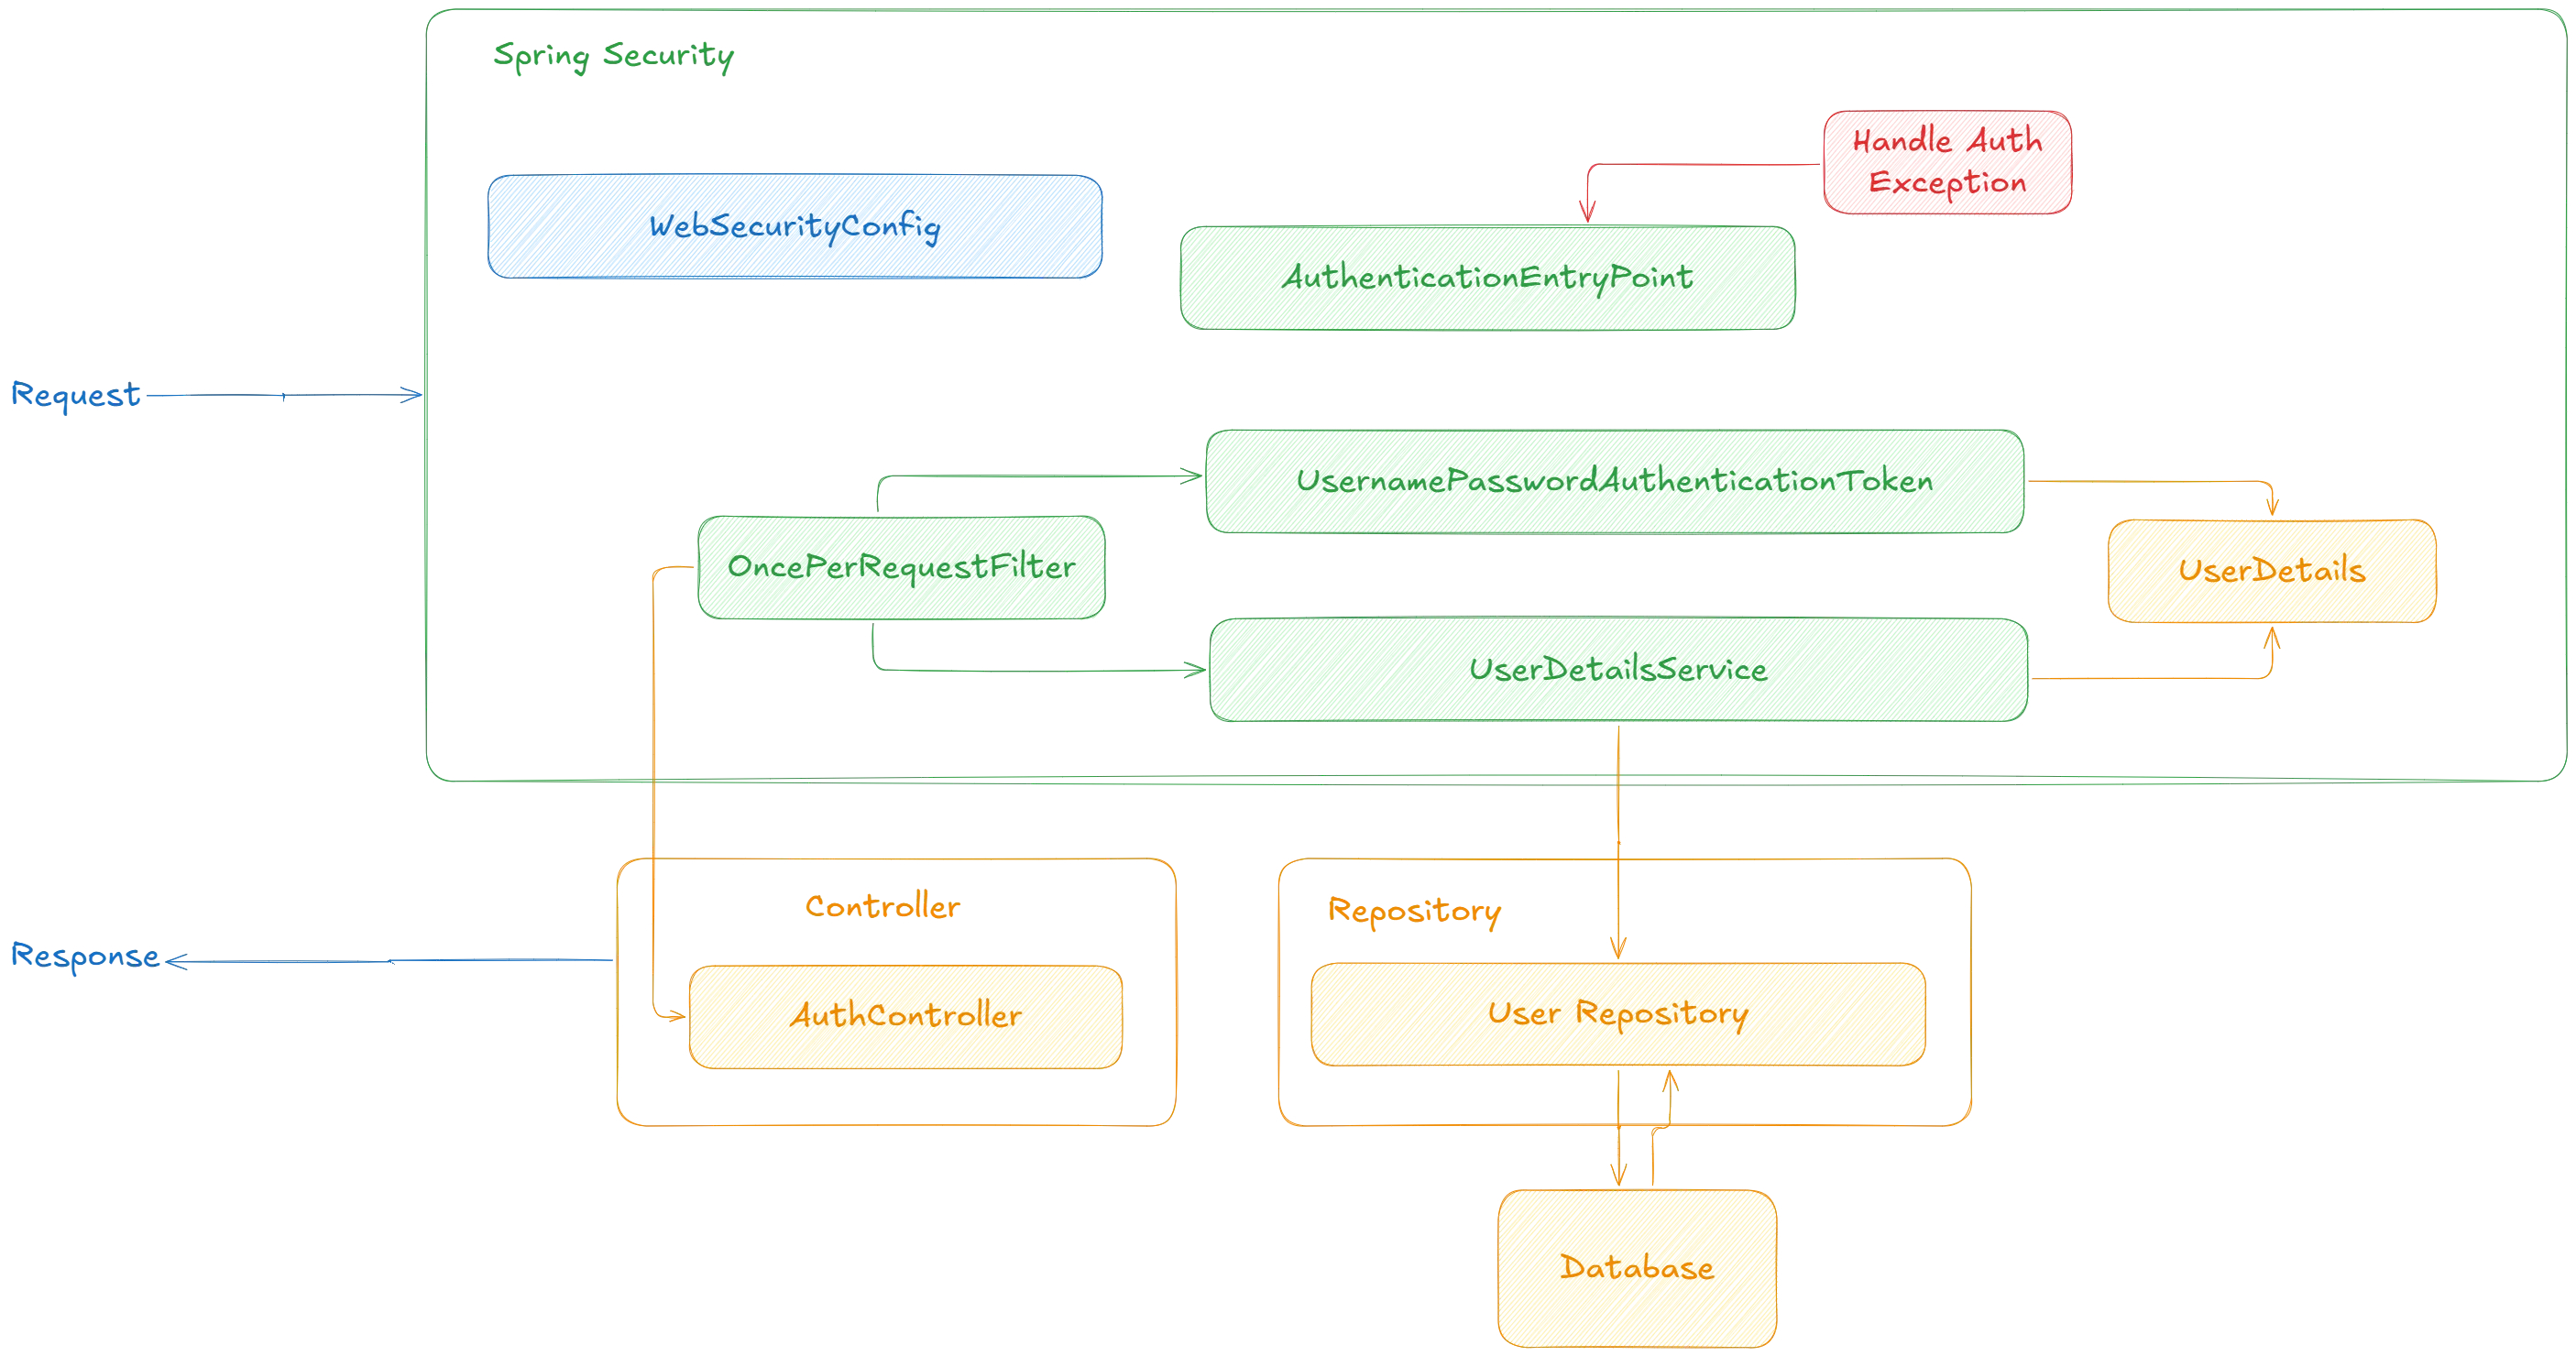 Spring Security
Handle Auth
Exception
WebSecurityConfig
AuthenticationEntryPoint
Request
UsernamePasswordAuthenticationToken
OncePerRequestFilter
UserDetails
UserDetailsService
Controller
Repository
Response
AuthController
User Repository
Database